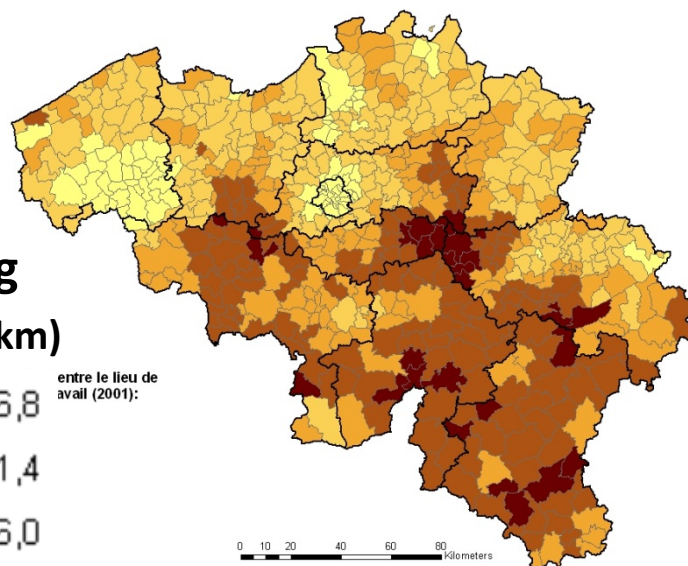 g
km)
entre le lieu de
avail (2001):
6,8
1,4
6,0
0 10 20 40 60 80
Kilometers